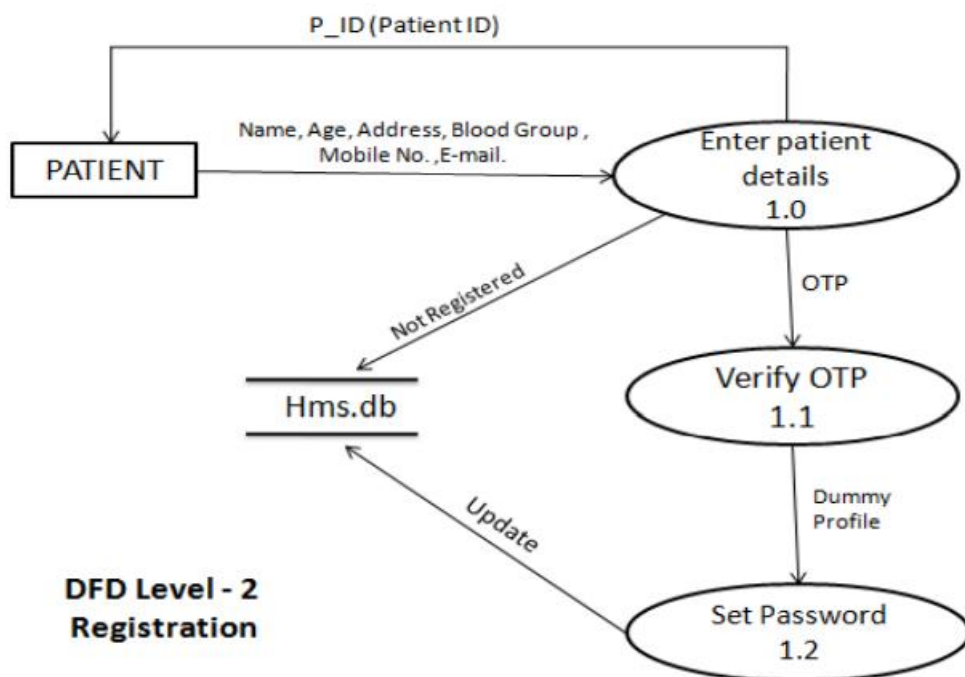 P_ID (Patient ID)
Name, Age, Address, Blood Group ,
Mobile No. ,E-mail.
PATIENT
Enter patient
details
1.0
Not Registered
OTP
Verify OTP
1.1
Hms.db
Dummy
Profile
Update
DFD Level - 2
Registration
Set Password
1.2